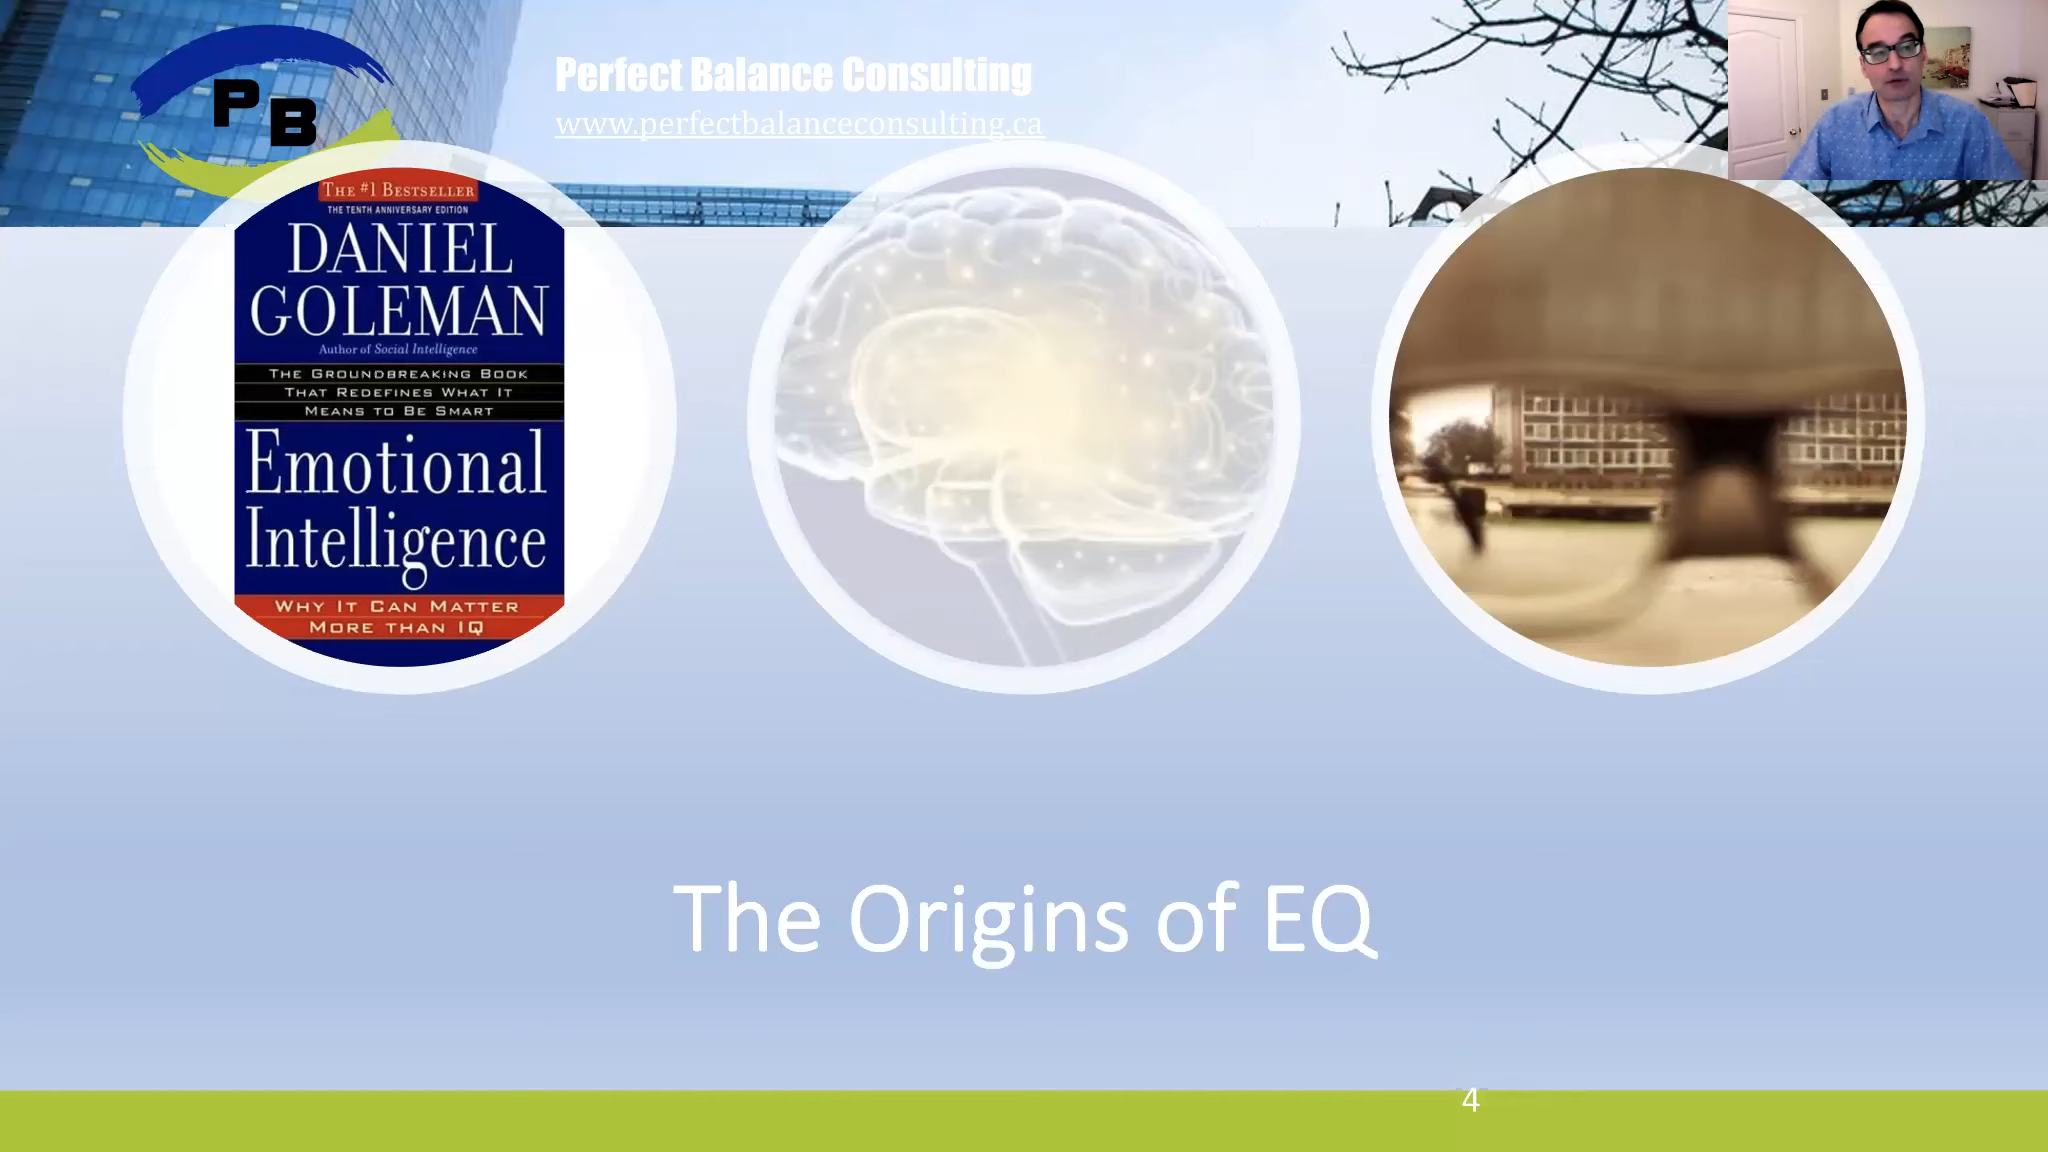 PB
Perfect Balance Consulting
www.perfectbalanceconsulting.ca
THE #1 BESTSELLER
THE TENTH ANNIVERSARY EDITION
DANIEL
GOLEMAN
Author of Social Intelligence
THE GROUNDBREAKING BOOK
THAT REDEFINES WHAT IT
MEANS TO BE SMART
Emotional
Intelligence
WHY IT CAN MATTER
MORE THAN IQ
The Origins of EQ
4